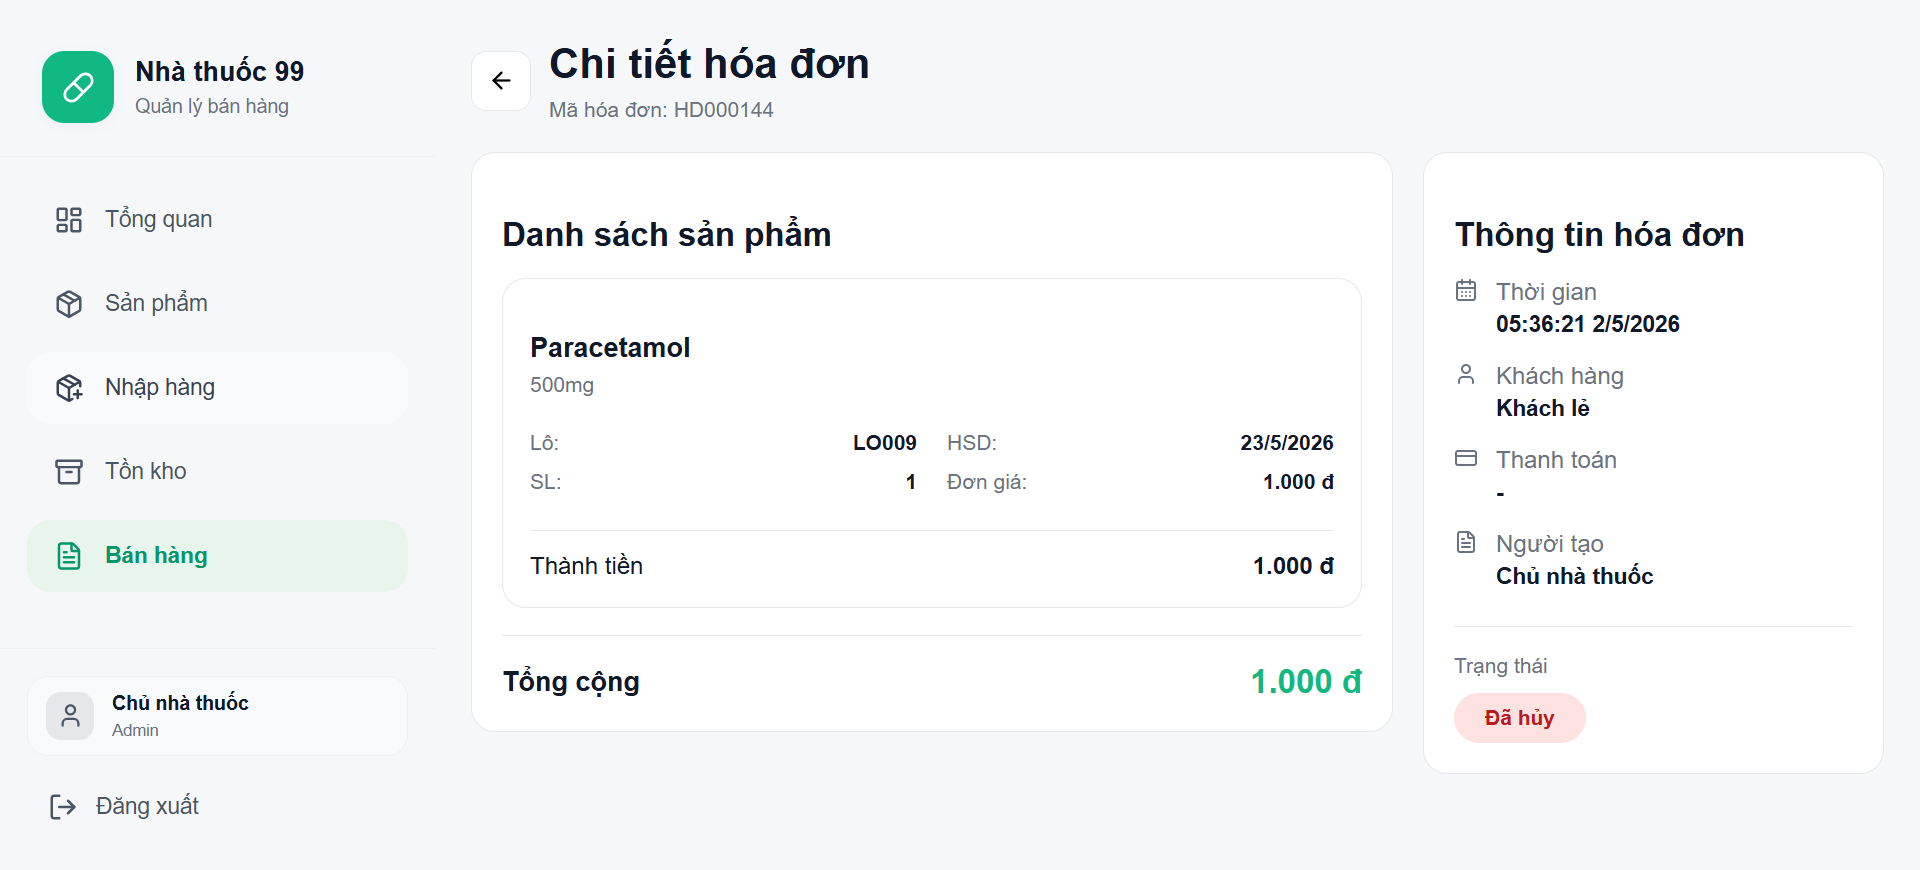 Nhà thuốc 99
Quản lý bán hàng
Tổng quan
Sản phẩm
Nhập hàng
Tồn kho
Bán hàng
Chủ nhà thuốc
Admin
Đăng xuất
Chi tiết hóa đơn
Mã hóa đơn: HD000144
Danh sách sản phẩm
Paracetamol
500mg
Lô: LO009 HSD: 23/5/2026
SL: 1 Đơn giá: 1.000 đ
Thành tiền 1.000 đ
Tổng cộng 1.000 đ
Thông tin hóa đơn
Thời gian
05:36:21 2/5/2026
Khách hàng
Khách lẻ
Thanh toán
-
Người tạo
Chủ nhà thuốc
Trạng thái
Đã hủy